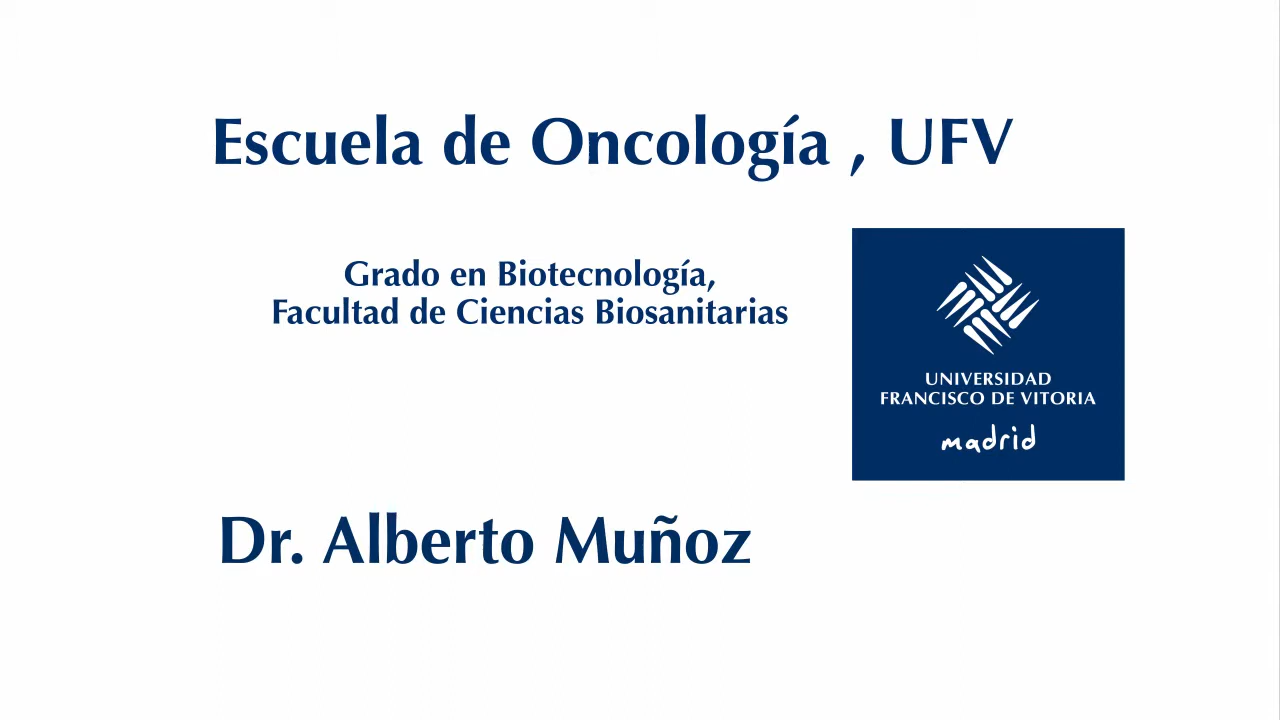 Escuela de Oncología , UFV
Grado en Biotecnología,
Facultad de Ciencias Biosanitarias
UNIVERSIDAD
FRANCISCO DE VITORIA
madrid
Dr. Alberto Muñoz